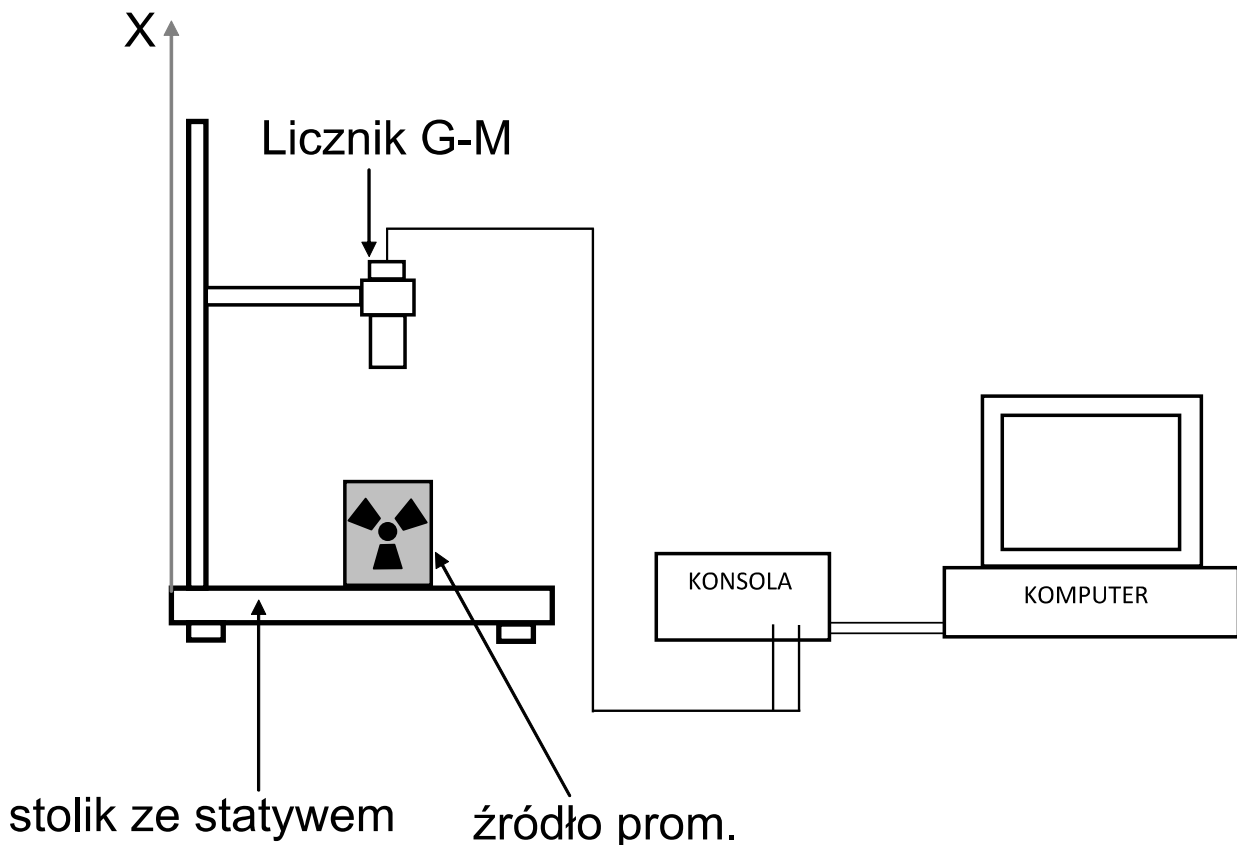 X
Licznik G-M
KONSOLA
KOMPUTER
stolik ze statywem
źródło prom.